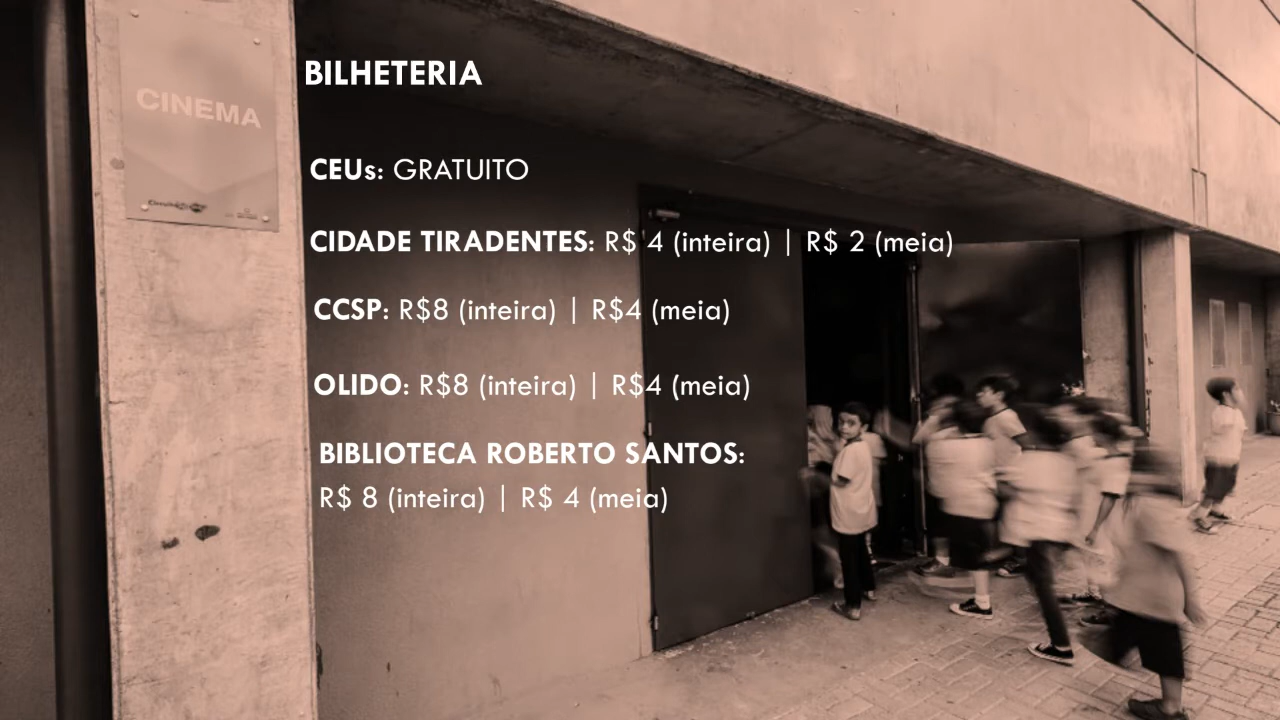 CINEMA
BILHETERIA
CEUs: GRATUITO
CIDADE TIRADENTES: R$ 4 (inteira) | R$ 2 (meia)
CCSP: R$8 (inteira) | R$4 (meia)
OLIDO: R$8 (inteira) | R$4 (meia)
BIBLIOTECA ROBERTO SANTOS:
R$ 8 (inteira) | R$ 4 (meia)